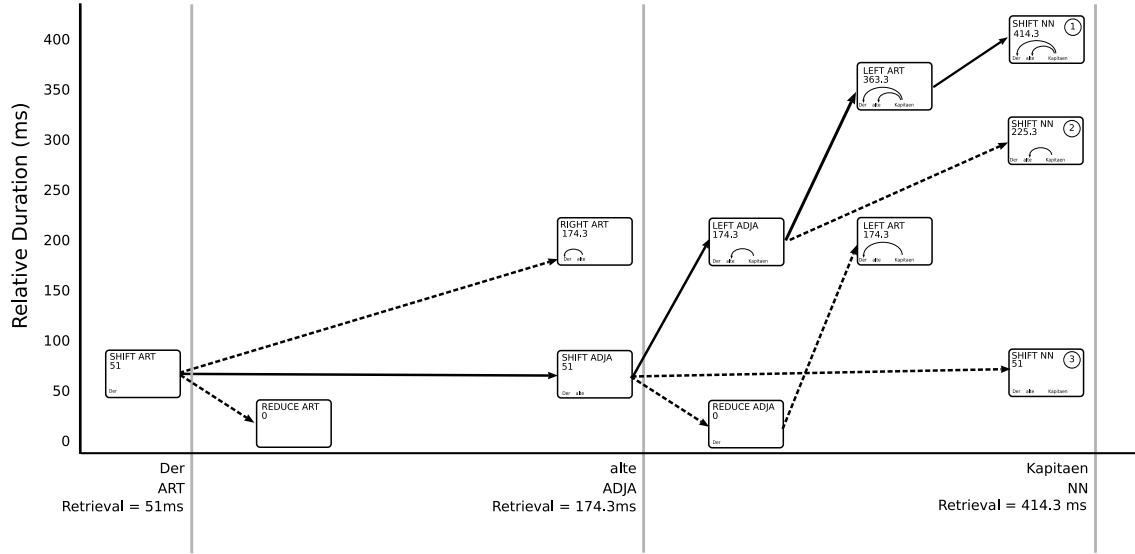 Relative Duration (ms)
400
350
300
250
200
150
100
50
0
SHIFT ART
51
Der
REDUCE ART
0
RIGHT ART
174.3
Der alte
SHIFT ADJA
51
Der alte
LEFT ADJA
174.3
Der alte Kapitaen
REDUCE ADJA
0
Der
LEFT ART
363.3
Der alte Kapitaen
LEFT ART
174.3
Der alte Kapitaen
SHIFT NN 1
414.3
Der alte Kapitaen
SHIFT NN 2
225.3
Der alte Kapitaen
SHIFT NN 3
51
Der alte Kapitaen
Der
ART
Retrieval = 51ms
alte
ADJA
Retrieval = 174.3ms
Kapitaen
NN
Retrieval = 414.3 ms